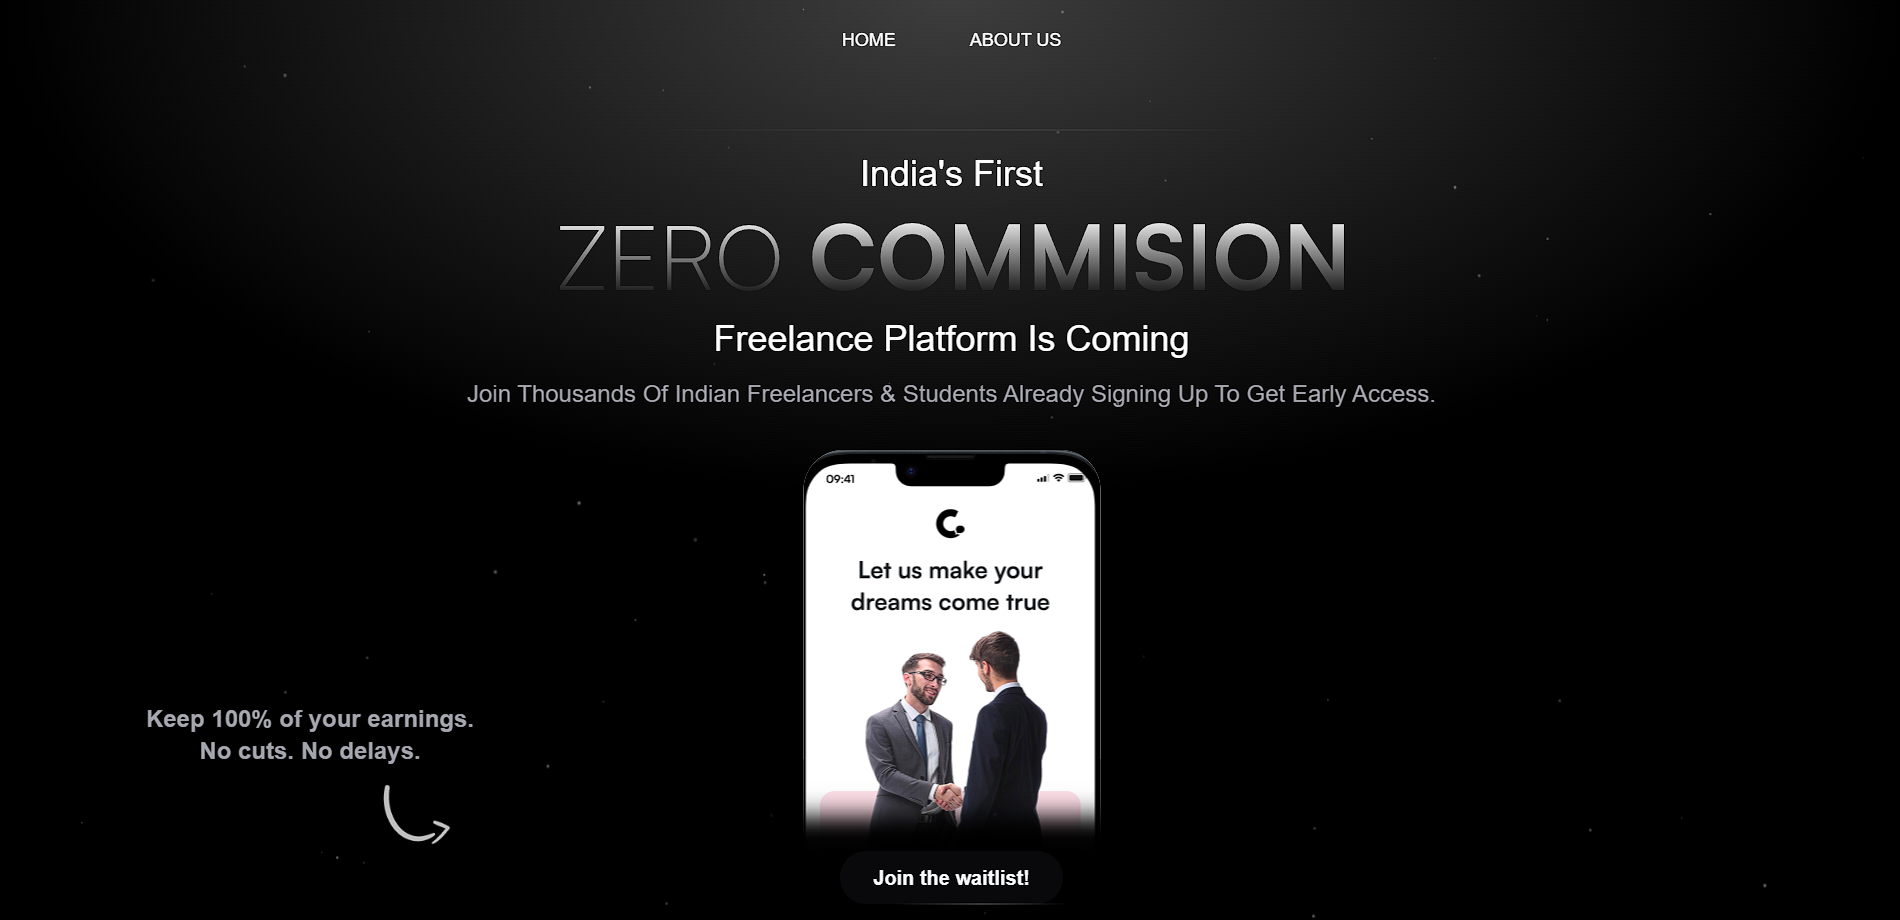 HOME ABOUT US
India's First
ZERO COMMISION
Freelance Platform Is Coming
Join Thousands Of Indian Freelancers & Students Already Signing Up To Get Early Access.
09:41
C.
Let us make your
dreams come true
Keep 100% of your earnings.
No cuts. No delays.
Join the waitlist!